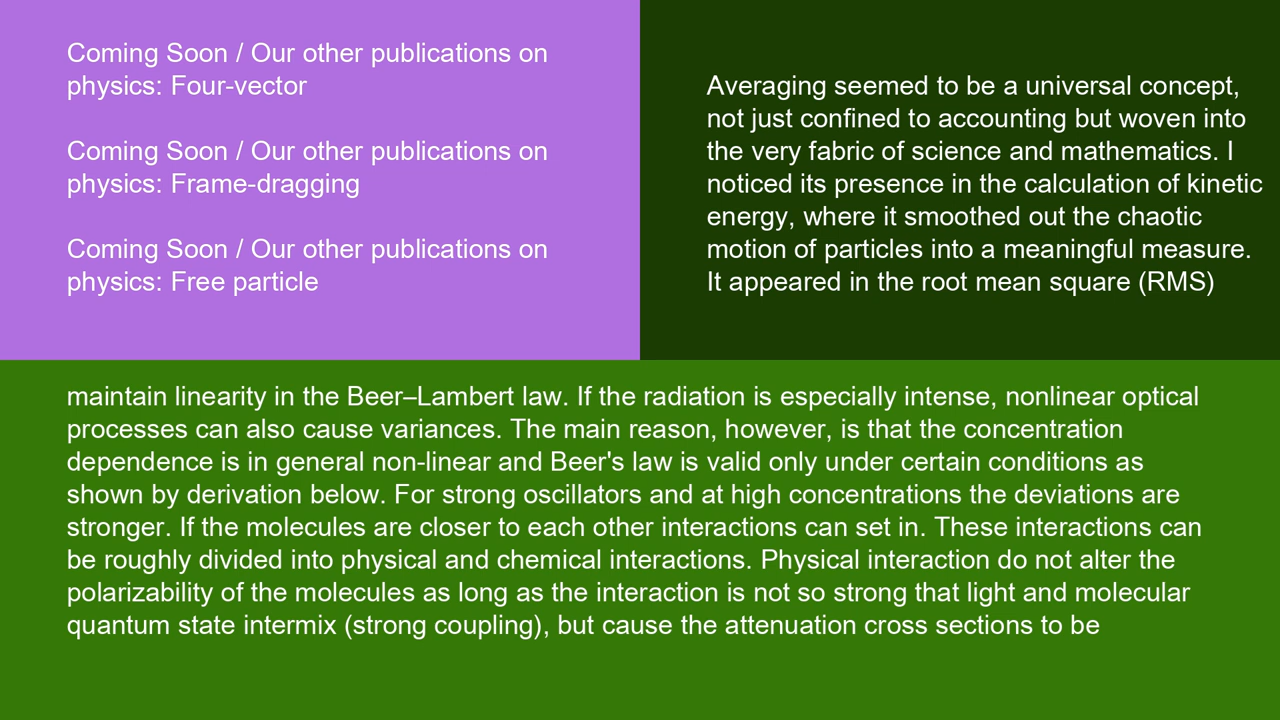 Coming Soon / Our other publications on
physics: Four-vector
Coming Soon / Our other publications on
physics: Frame-dragging
Coming Soon / Our other publications on
physics: Free particle
Averaging seemed to be a universal concept,
not just confined to accounting but woven into
the very fabric of science and mathematics. I
noticed its presence in the calculation of kinetic
energy, where it smoothed out the chaotic
motion of particles into a meaningful measure.
It appeared in the root mean square (RMS)
maintain linearity in the Beer–Lambert law. If the radiation is especially intense, nonlinear optical
processes can also cause variances. The main reason, however, is that the concentration
dependence is in general non-linear and Beer's law is valid only under certain conditions as
shown by derivation below. For strong oscillators and at high concentrations the deviations are
stronger. If the molecules are closer to each other interactions can set in. These interactions can
be roughly divided into physical and chemical interactions. Physical interaction do not alter the
polarizability of the molecules as long as the interaction is not so strong that light and molecular
quantum state intermix (strong coupling), but cause the attenuation cross sections to be